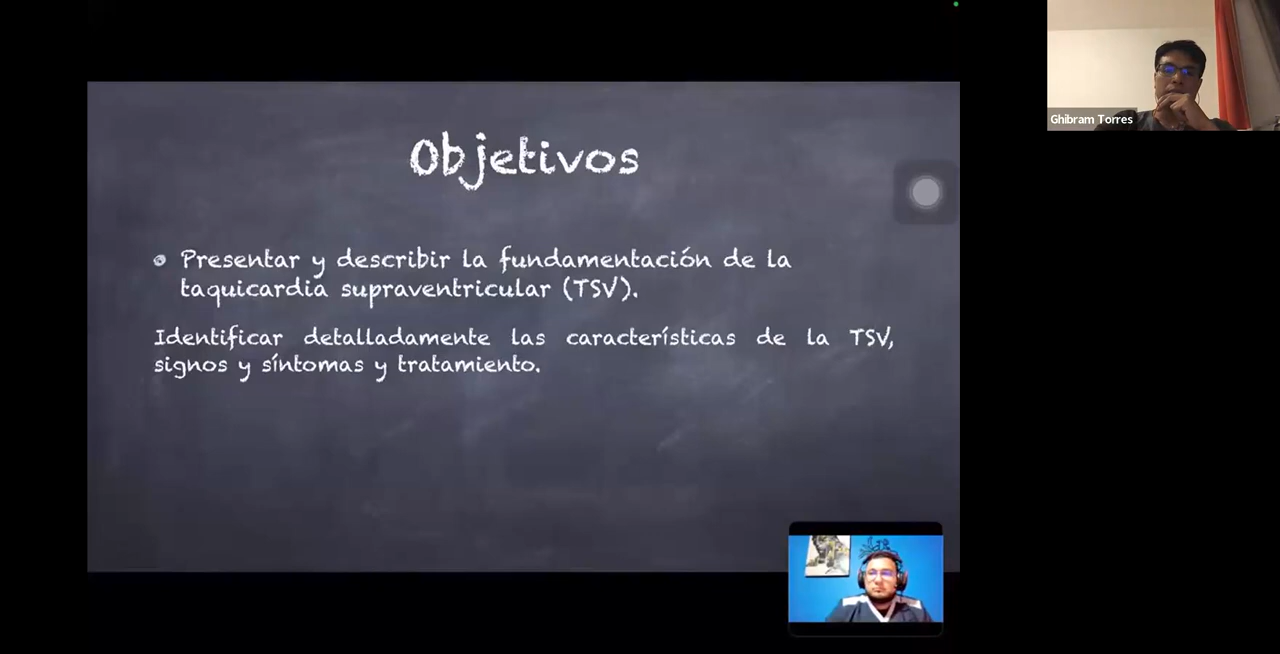 Objetivos
Presentar y describir la fundamentación de la
taquicardia supraventricular (TSV).
Identificar detalladamente las características de la TSV,
signos y síntomas y tratamiento.
Ghibram Torres